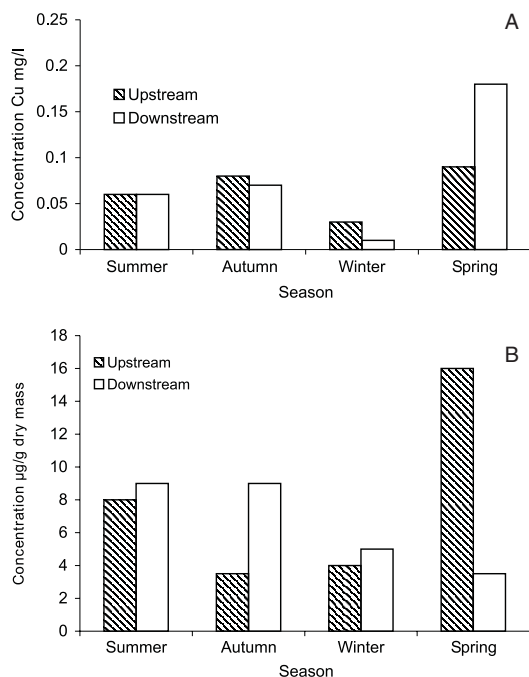 A
Concentration Cu mg/l
0.25
0.2
0.15
0.1
0.05
0
Upstream
Downstream
Summer Autumn Winter Spring
Season
B
Concentration µg/g dry mass
18
16
14
12
10
8
6
4
2
0
Upstream
Downstream
Summer Autumn Winter Spring
Season